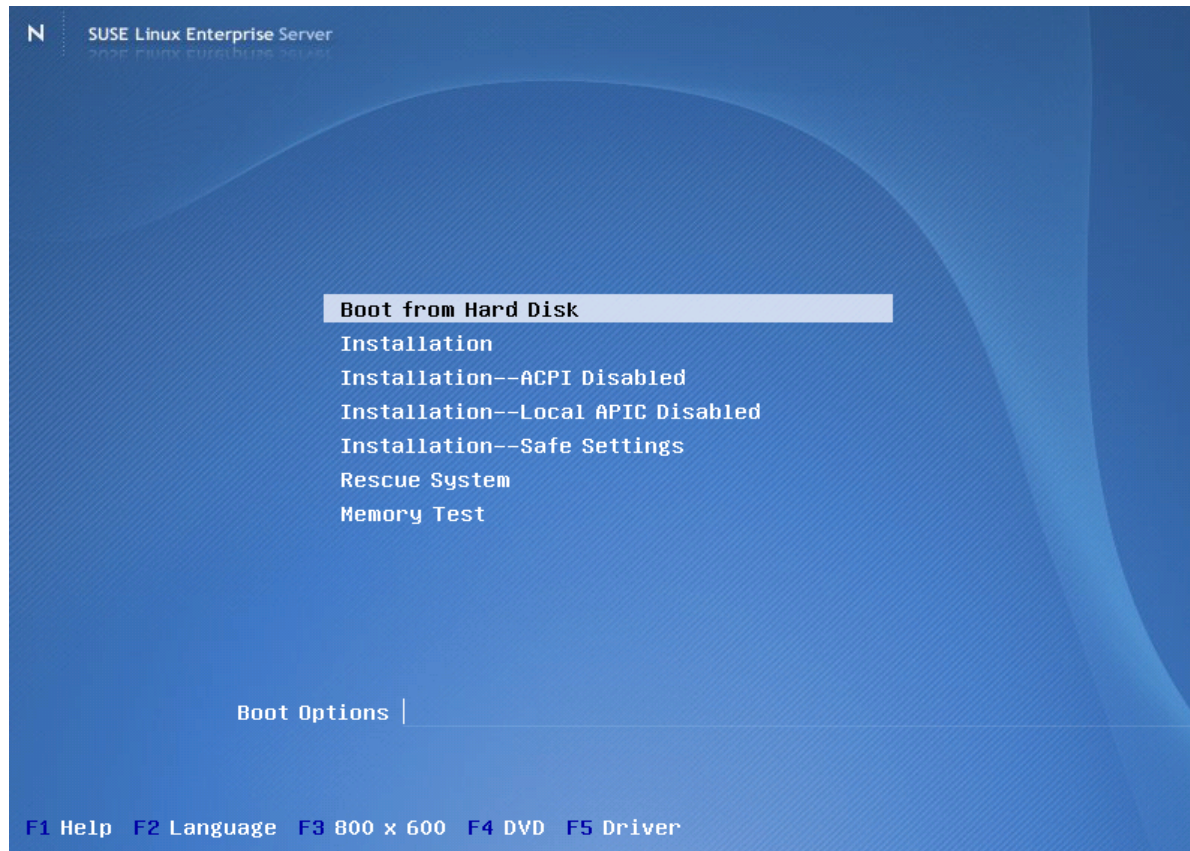 N SUSE Linux Enterprise Server
Boot from Hard Disk
Installation
Installation--ACPI Disabled
Installation--Local APIC Disabled
Installation--Safe Settings
Rescue System
Memory Test
Boot Options
F1 Help F2 Language F3 800 x 600 F4 DVD F5 Driver